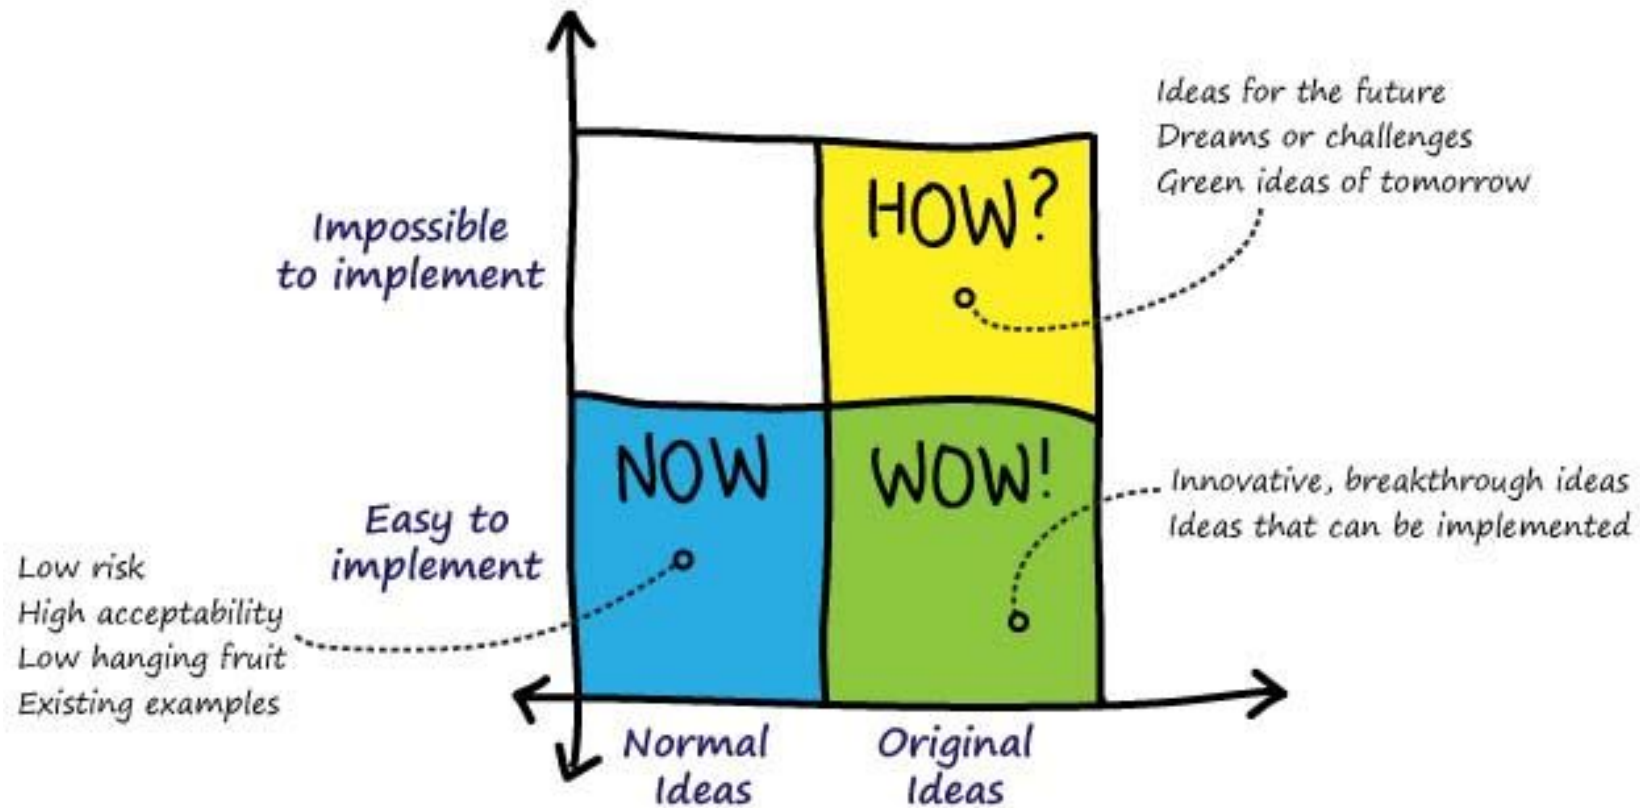 Ideas for the future
Dreams or challenges
Green ideas of tomorrow
HOW?
Impossible
to implement
NOW
WOW!
Innovative, breakthrough ideas
Ideas that can be implemented
Easy to
implement
Low risk
High acceptability
Low hanging fruit
Existing examples
Normal
Ideas
Original
Ideas